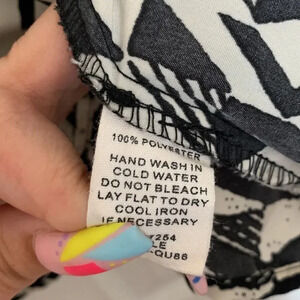 100% POLYESTER
HAND WASH IN
COLD WATER
DO NOT BLEACH
LAY FLAT TO DRY
COOL IRON
IF NECESSARY